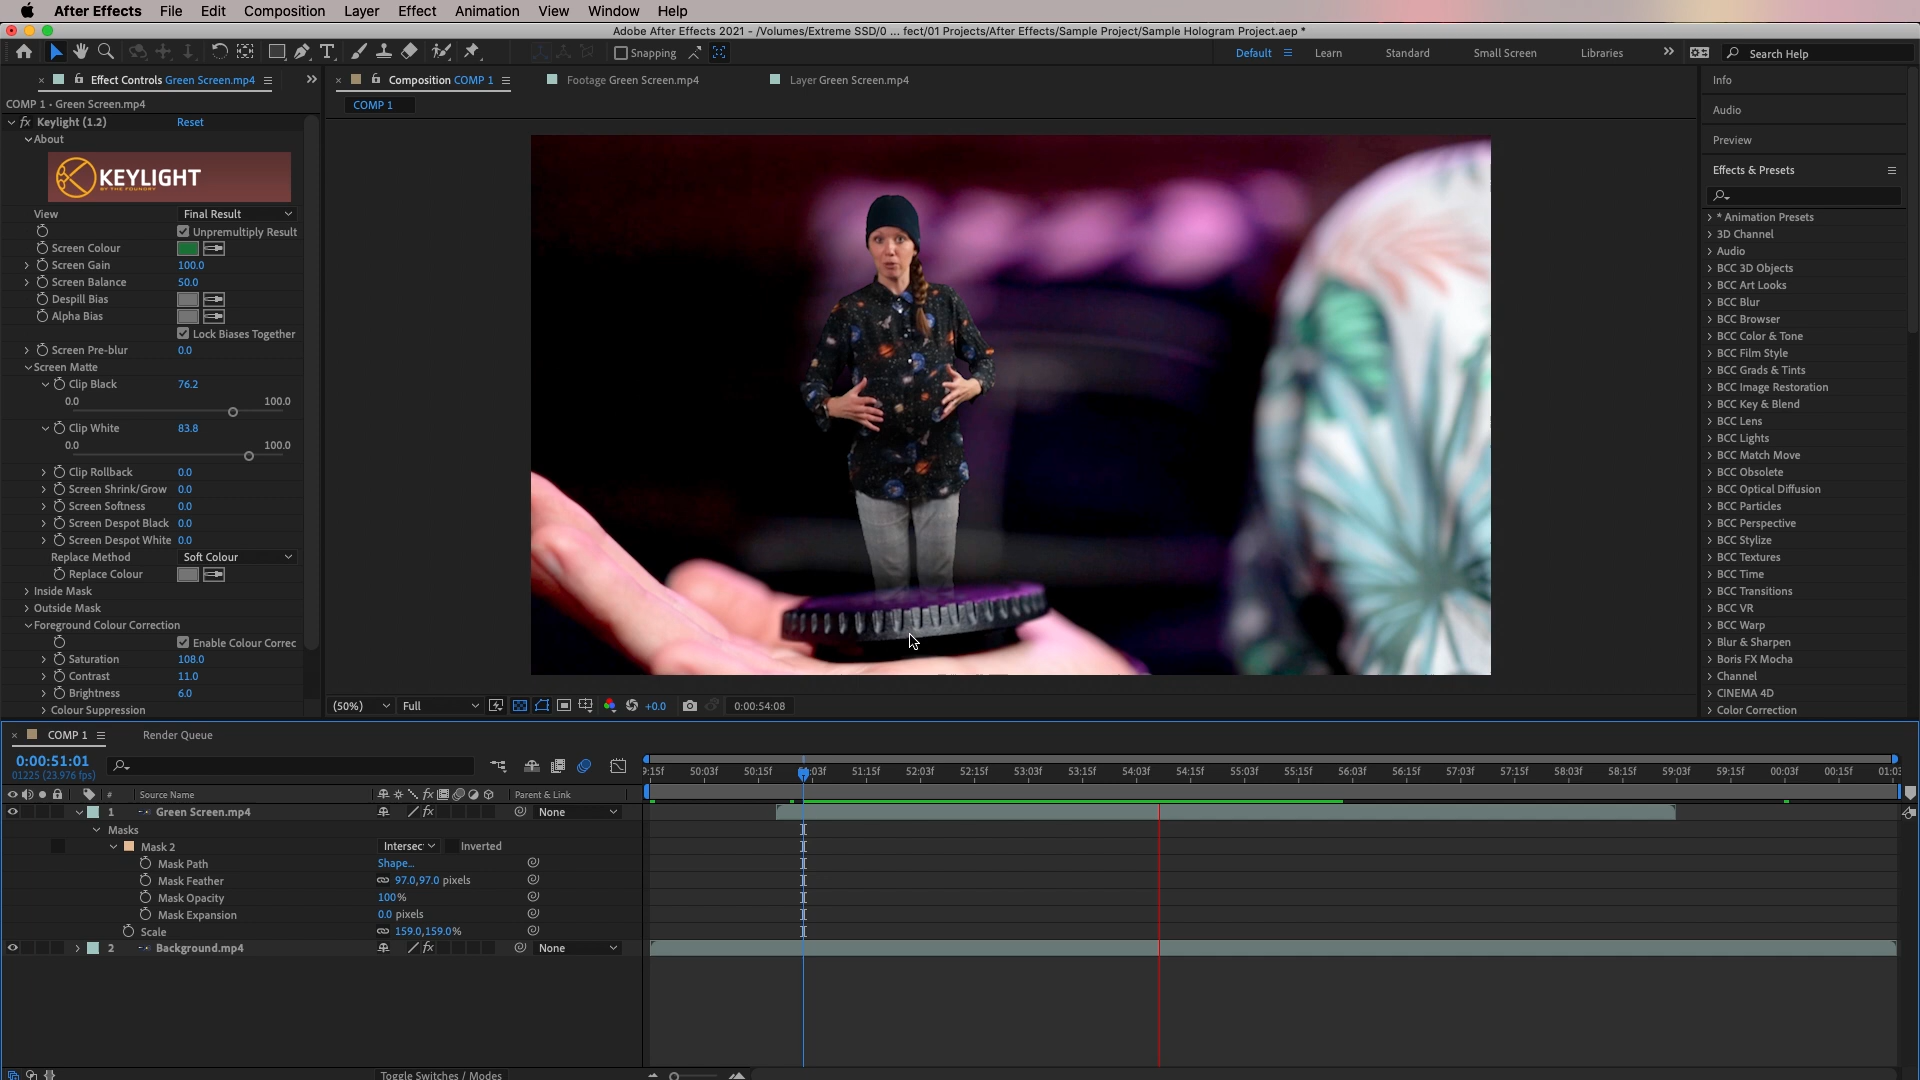 After Effects File Edit Composition Layer Effect Animation View Window Help
Adobe After Effects 2021 - /Volumes/Extreme SSD/0 ... fect/01 Projects/After Effects/Sample Project/Sample Hologram Project.aep *
Snapping
Default Learn Standard Small Screen Libraries Search Help
Effect Controls Green Screen.mp4
Composition COMP 1
Footage Green Screen.mp4
Layer Green Screen.mp4
COMP 1 • Green Screen.mp4
COMP 1
fx Keylight (1.2) Reset
About
KEYLIGHT
BY THE FOUNDRY
View Final Result
Unpremultiply Result
Screen Colour
Screen Gain 100.0
Screen Balance 50.0
Despill Bias
Alpha Bias
Lock Biases Together
Screen Pre-blur 0.0
Screen Matte
Clip Black 76.2
0.0 100.0
Clip White 83.8
0.0 100.0
Clip Rollback 0.0
Screen Shrink/Grow 0.0
Screen Softness 0.0
Screen Despot Black 0.0
Screen Despot White 0.0
Replace Method Soft Colour
Replace Colour
Inside Mask
Outside Mask
Foreground Colour Correction
Enable Colour Correc
Saturation 108.0
Contrast 11.0
Brightness 6.0
Colour Suppression
(50%) Full +0.0 0:00:54:08
Info
Audio
Preview
Effects & Presets
* Animation Presets
3D Channel
Audio
BCC 3D Objects
BCC Art Looks
BCC Blur
BCC Browser
BCC Color & Tone
BCC Film Style
BCC Grads & Tints
BCC Image Restoration
BCC Key & Blend
BCC Lens
BCC Lights
BCC Match Move
BCC Obsolete
BCC Optical Diffusion
BCC Particles
BCC Perspective
BCC Stylize
BCC Textures
BCC Time
BCC Transitions
BCC VR
BCC Warp
Blur & Sharpen
Boris FX Mocha
Channel
CINEMA 4D
Color Correction
COMP 1 Render Queue
0:00:51:01
01225 (23.976 fps)
9:15f 50:03f 50:15f 03f 51:15f 52:03f 52:15f 53:03f 53:15f 54:03f 54:15f 55:03f 55:15f 56:03f 56:15f 57:03f 57:15f 58:03f 58:15f 59:03f 59:15f 00:03f 00:15f 01:03
# Source Name fx Parent & Link
1 Green Screen.mp4 fx None
Masks
Mask 2 Intersec Inverted
Mask Path Shape...
Mask Feather 97.0,97.0 pixels
Mask Opacity 100%
Mask Expansion 0.0 pixels
Scale 159.0,159.0%
2 Background.mp4 fx None
Toggle Switches / Modes